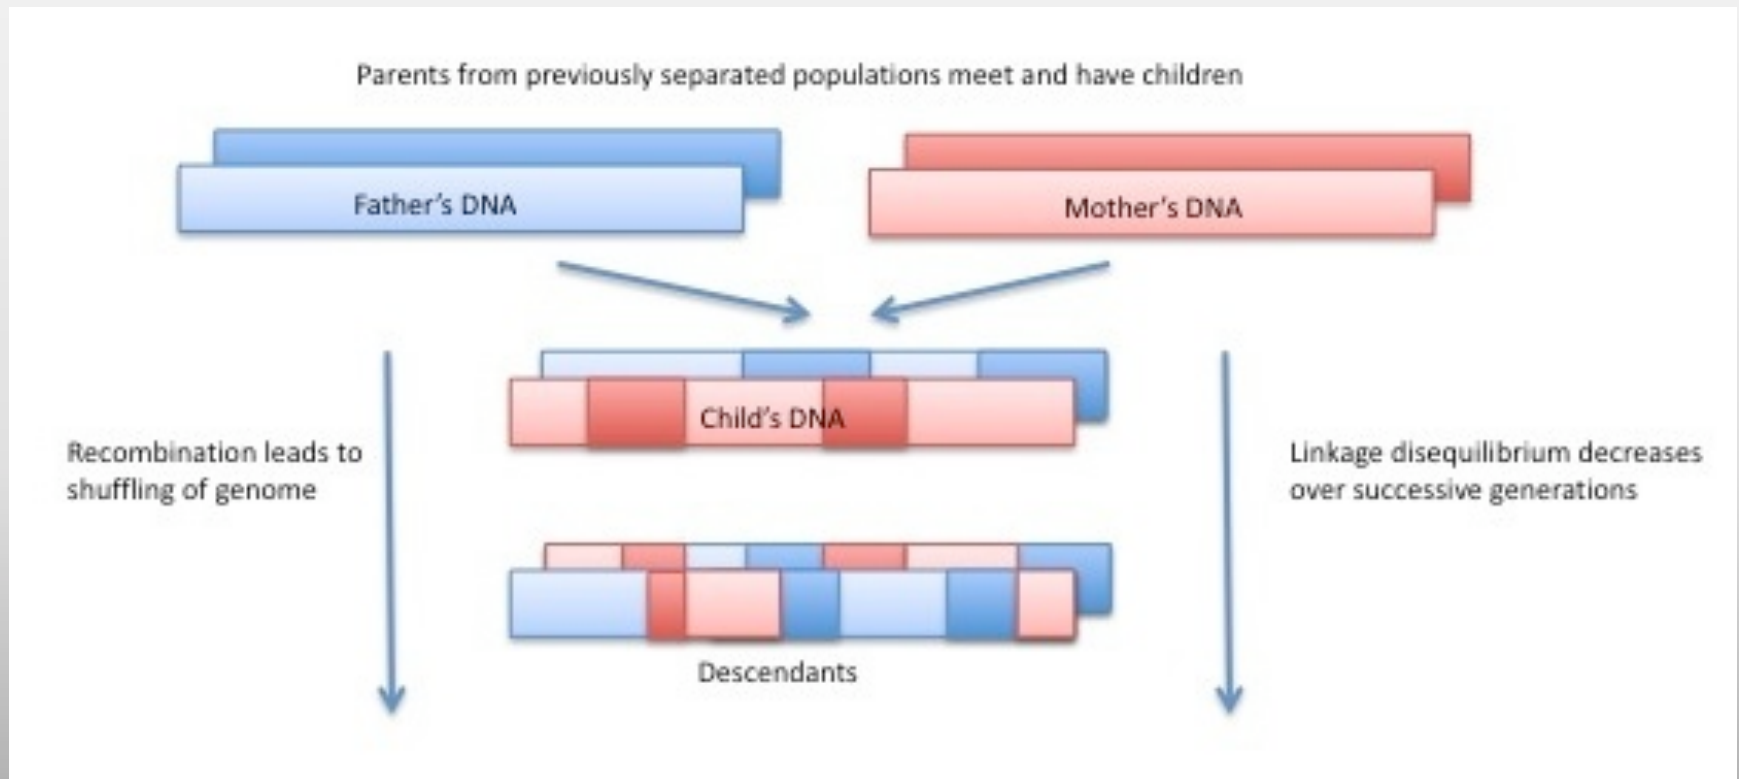 Parents from previously separated populations meet and have children
Father’s DNA
Mother’s DNA
Child’s DNA
Recombination leads to
shuffling of genome
Linkage disequilibrium decreases
over successive generations
Descendants